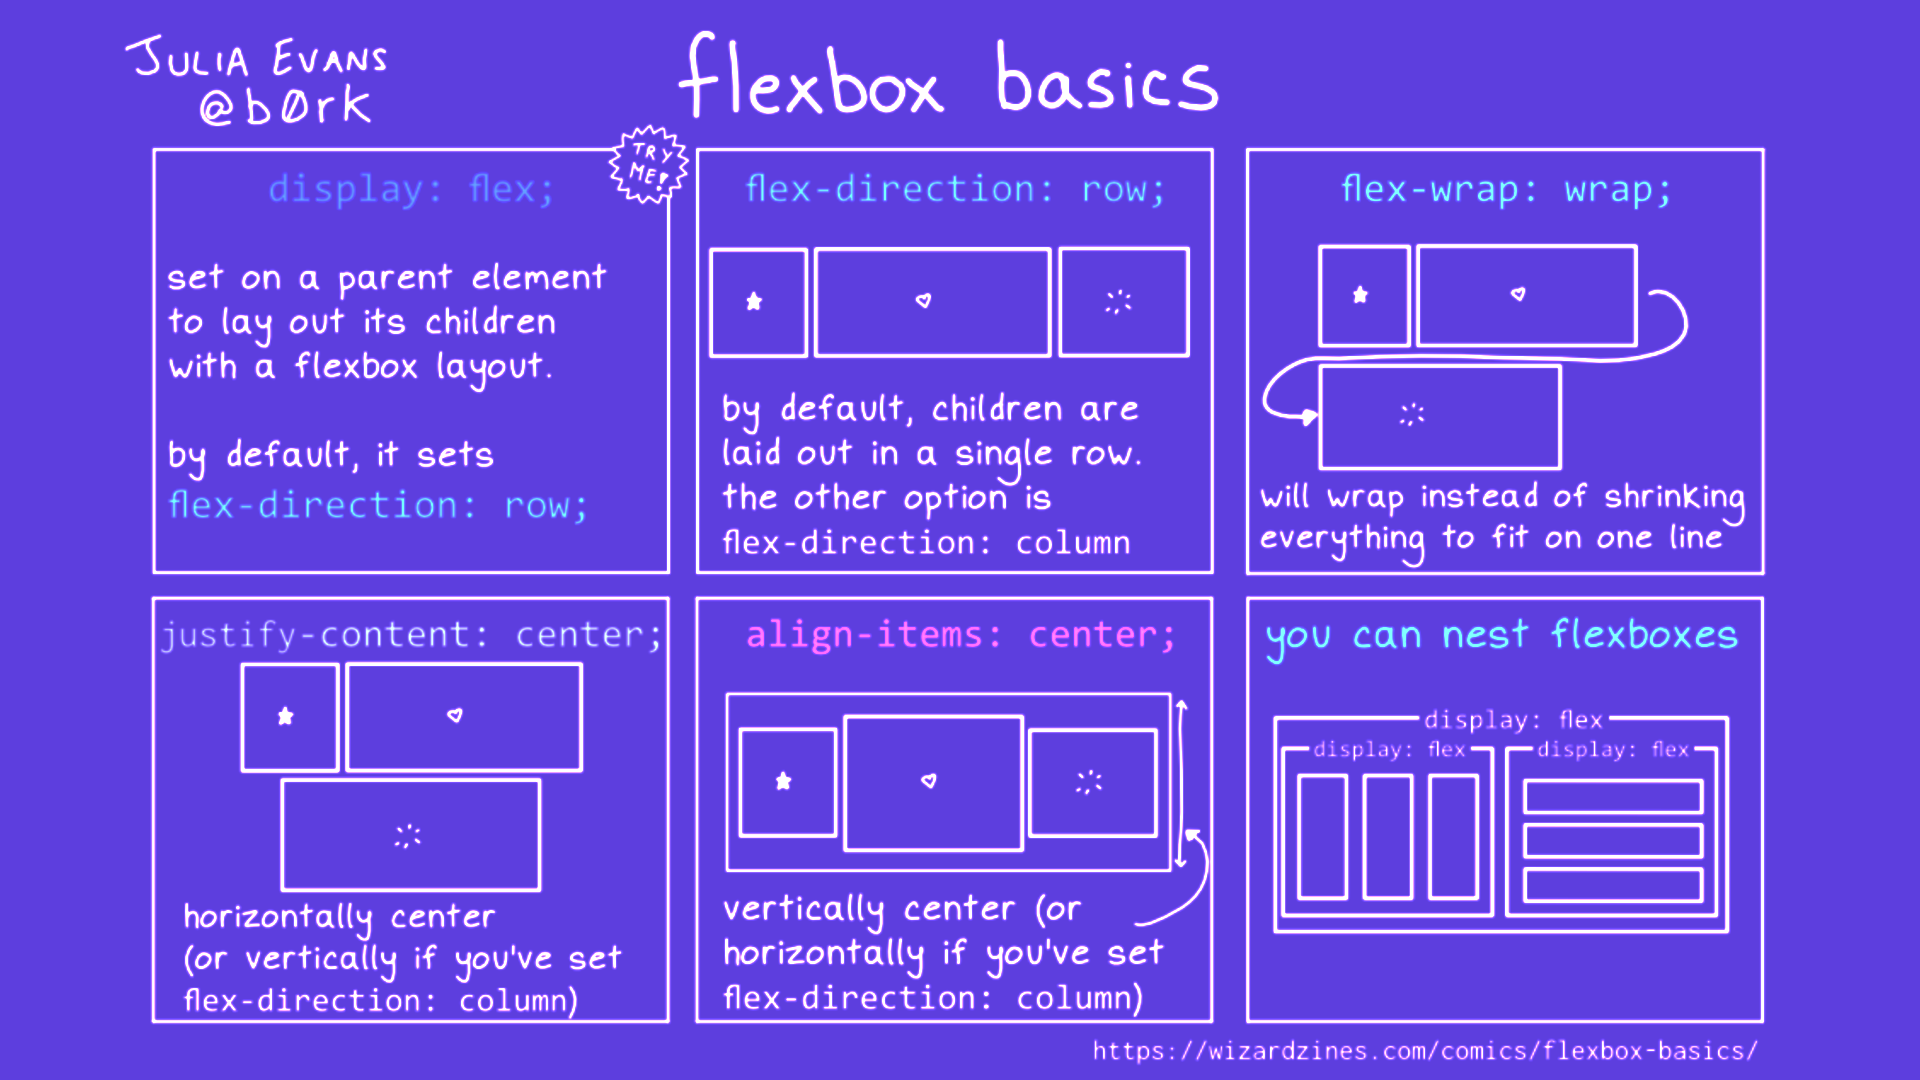 JULIA EVANS
@b0rk
flexbox basics
TRY
ME!
display: flex;
set on a parent element
to lay out its children
with a flexbox layout.
by default, it sets
flex-direction: row;
flex-direction: row;
by default, children are
laid out in a single row.
the other option is
flex-direction: column
flex-wrap: wrap;
will wrap instead of shrinking
everything to fit on one line
justify-content: center;
horizontally center
(or vertically if you've set
flex-direction: column)
align-items: center;
vertically center (or
horizontally if you've set
flex-direction: column)
you can nest flexboxes
display: flex
display: flex
display: flex
https://wizardzines.com/comics/flexbox-basics/